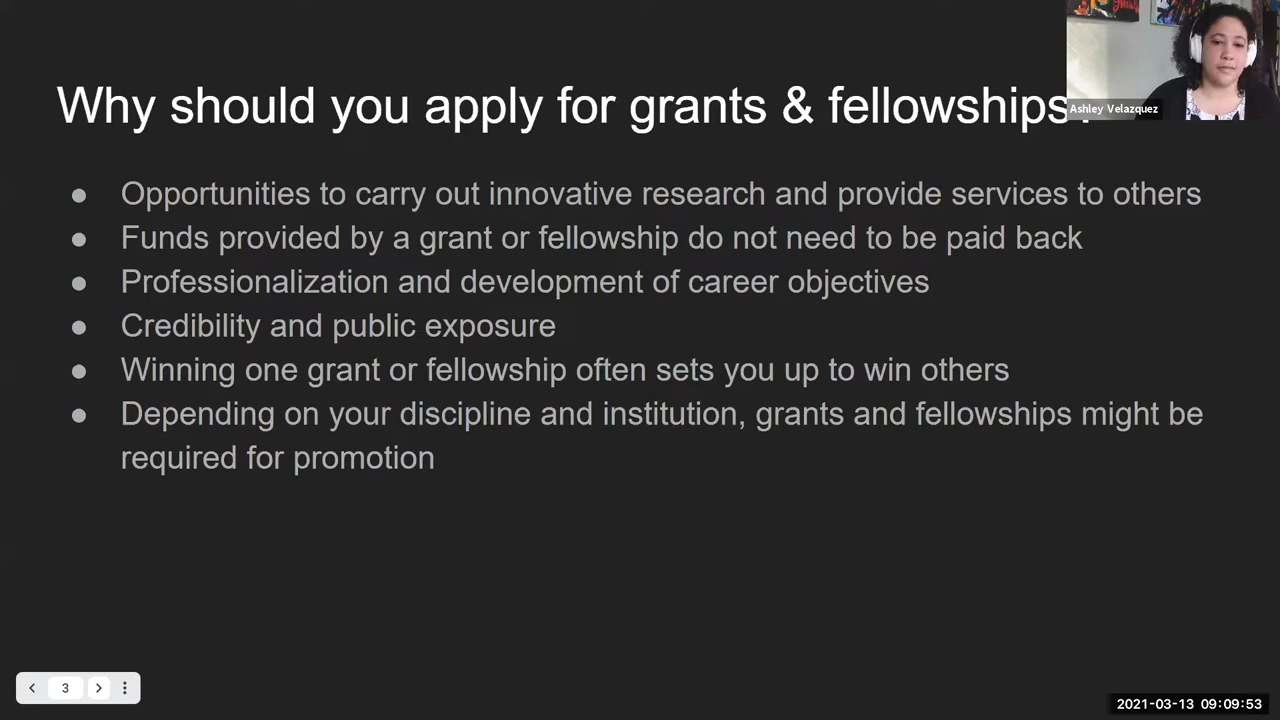 Why should you apply for grants & fellowships?
Ashley Velazquez
● Opportunities to carry out innovative research and provide services to others
● Funds provided by a grant or fellowship do not need to be paid back
● Professionalization and development of career objectives
● Credibility and public exposure
● Winning one grant or fellowship often sets you up to win others
● Depending on your discipline and institution, grants and fellowships might be
required for promotion
3
2021-03-13 09:09:53